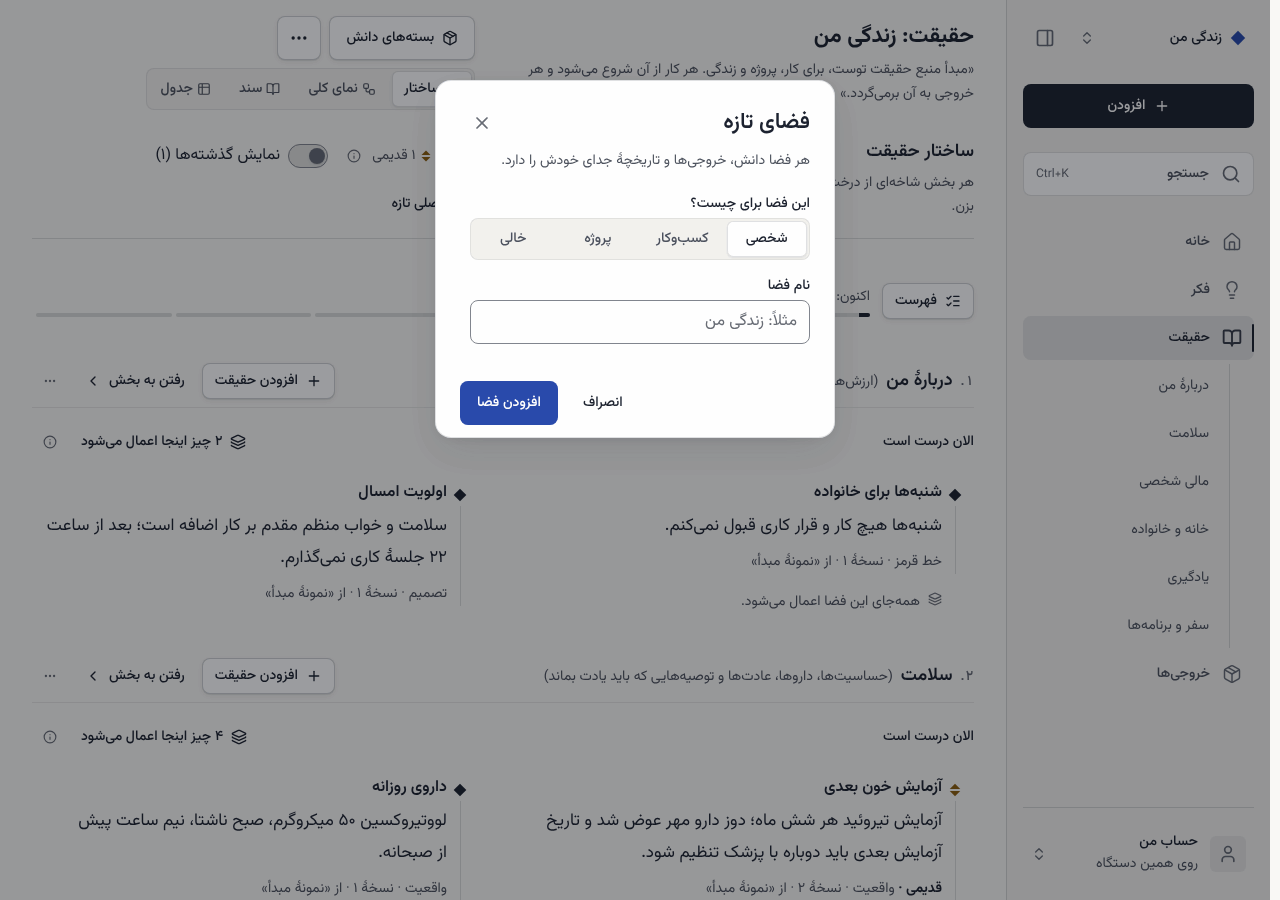 زندگی من
افزودن
جستجو
Ctrl+K
خانه
فکر
حقیقت
دربارهٔ من
سلامت
مالی شخصی
خانه و خانواده
یادگیری
سفر و برنامه‌ها
خروجی‌ها
حساب من
روی همین دستگاه
حقیقت: زندگی من
«مبدأ منبع حقیقت توست، برای کار، پروژه و زندگی. هر کار از آن شروع می‌شود و هر
خروجی به آن برمی‌گردد.»
بسته‌های دانش
نمای کلی
سند
جدول
ساختار حقیقت
هر بخش شاخه‌ای از
بزن.
۱ قدیمی
نمایش گذشته‌ها (۱)
تازه
فضای تازه
هر فضا دانش، خروجی‌ها و تاریخچهٔ جدای خودش را دارد.
این فضا برای چیست؟
شخصی
کسب‌وکار
پروژه
خالی
نام فضا
مثلاً: زندگی من
انصراف
افزودن فضا
فهرست
اکنون:
۱. دربارهٔ من
افزودن حقیقت
رفتن به بخش
الان درست است
۲ چیز اینجا اعمال می‌شود
شنبه‌ها برای خانواده
شنبه‌ها هیچ کار و قرار کاری قبول نمی‌کنم.
خط قرمز · نسخهٔ ۱ · از «نمونهٔ مبدأ»
همه‌جای این فضا اعمال می‌شود.
اولویت امسال
سلامت و خواب منظم مقدم بر کار اضافه است؛ بعد از ساعت
۲۲ جلسهٔ کاری نمی‌گذارم.
تصمیم · نسخهٔ ۱ · از «نمونهٔ مبدأ»
۲. سلامت (حساسیت‌ها، داروها، عادت‌ها و توصیه‌هایی که باید یادت بماند)
افزودن حقیقت
رفتن به بخش
الان درست است
۴ چیز اینجا اعمال می‌شود
آزمایش خون بعدی
آزمایش تیروئید هر شش ماه؛ دوز دارو مهر عوض شد و تاریخ
آزمایش بعدی باید دوباره با پزشک تنظیم شود.
قدیمی · واقعیت · نسخهٔ ۲ · از «نمونهٔ مبدأ»
داروی روزانه
لووتیروکسین ۵۰ میکروگرم، صبح ناشتا، نیم ساعت پیش
از صبحانه.
واقعیت · نسخهٔ ۱ · از «نمونهٔ مبدأ»